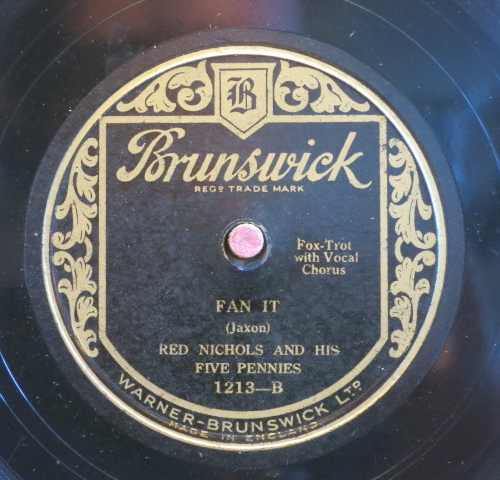 B
Brunswick
REGD TRADE MARK
Fox-Trot
with Vocal
Chorus
FAN IT
(Jaxon)
RED NICHOLS AND HIS
FIVE PENNIES
1213—B
WARNER-BRUNSWICK LTD
MADE IN ENGLAND.